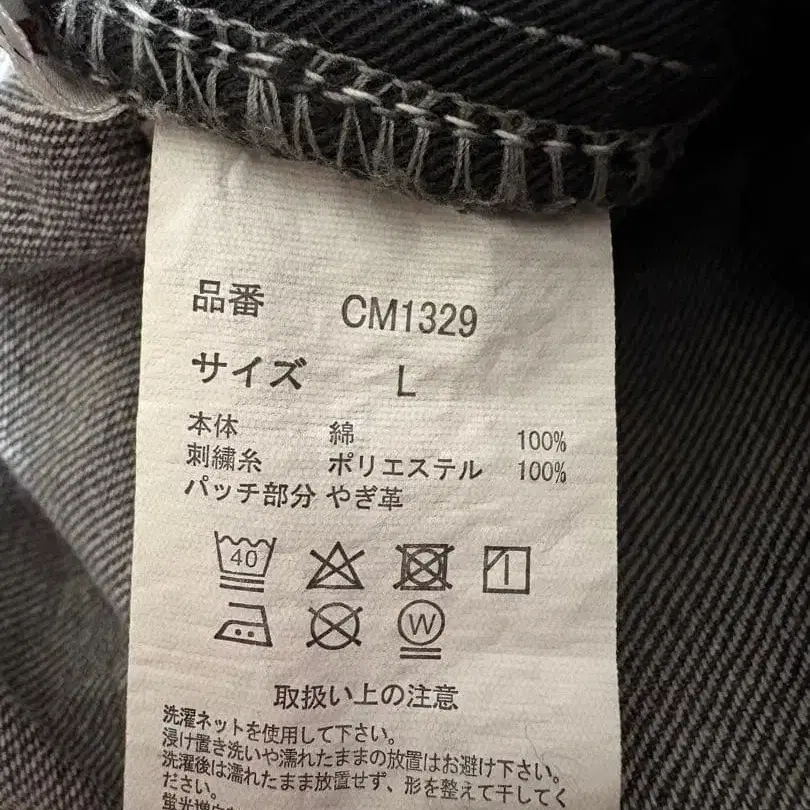 品番 CM1329
サイズ L
本体 綿 100%
刺繍糸 ポリエステル 100%
パッチ部分 やぎ革
40
W
取扱い上の注意
洗濯ネットを使用して下さい。
浸け置き洗いや濡れたままの放置はお避け下さい。
洗濯後は濡れたまま放置せず、形を整えて干してく
ださい。